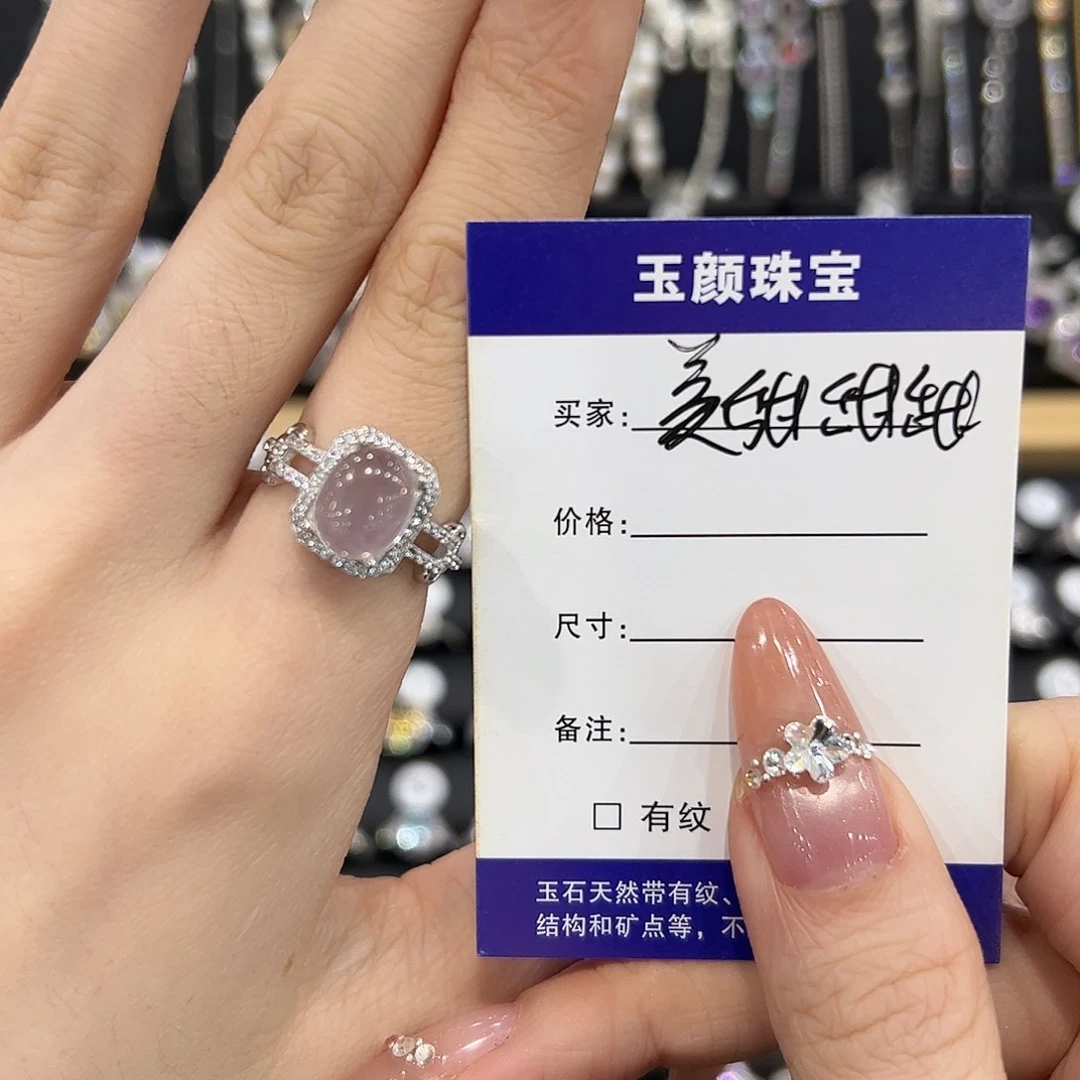 玉颜珠宝
买家:
价格:
尺寸:
备注:
□ 有纹
玉石天然带有纹、
结构和矿点等，不